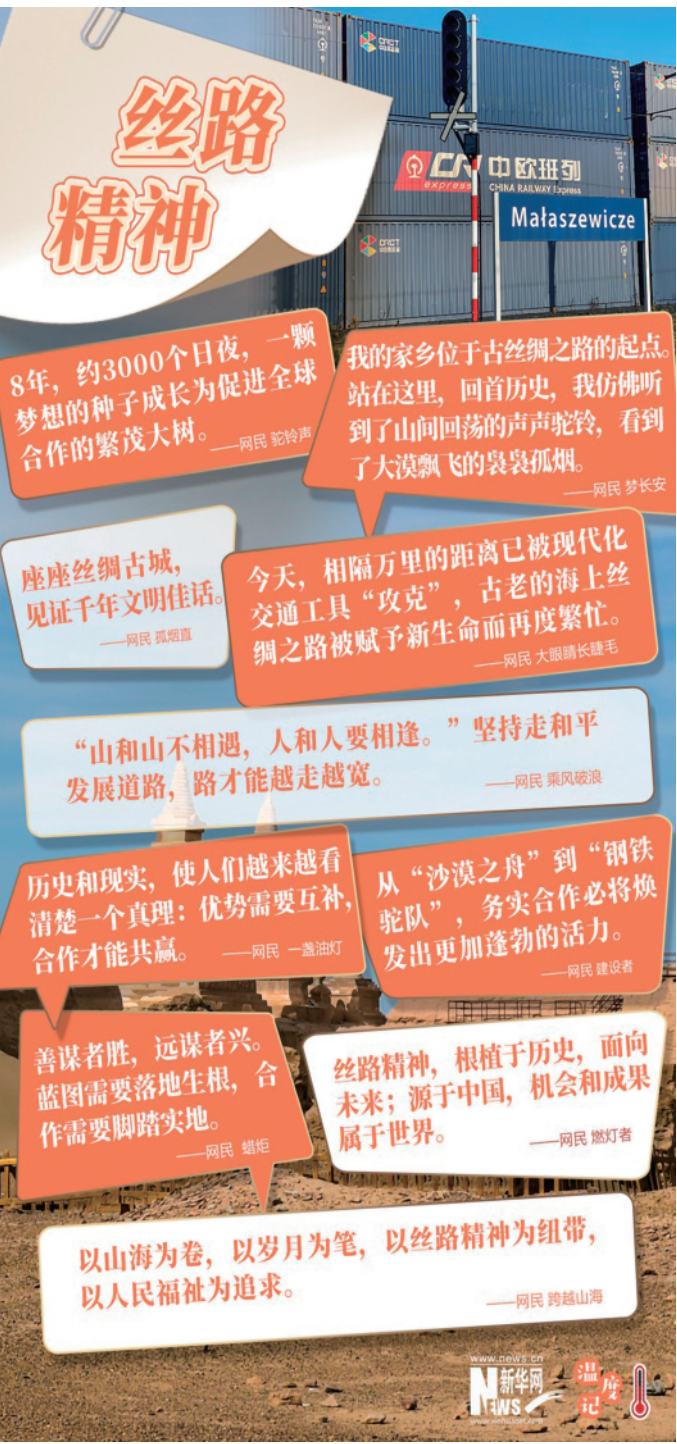 丝路
精神
CRCT
express
中欧班列
CHINA RAILWAY Express
Małaszewicze
CRCT
8年，约3000个日夜，一颗
梦想的种子成长为促进全球
合作的繁茂大树。
——网民 驼铃声
我的家乡位于古丝绸之路的起点。
站在这里，回首历史，我仿佛听
到了山间回荡的声声驼铃，看到
了大漠飘飞的袅袅孤烟。
——网民 梦长安
座座丝绸古城，
见证千年文明佳话。
——网民 孤烟直
今天，相隔万里的距离已被现代化
交通工具“攻克”，古老的海上丝
绸之路被赋予新生命而再度繁忙。
——网民 大眼睛长睫毛
“山和山不相遇，人和人要相逢。”坚持走和平
发展道路，路才能越走越宽。
——网民 乘风破浪
历史和现实，使人们越来越看
清楚一个真理：优势需要互补，
合作才能共赢。
——网民 一盏油灯
从“沙漠之舟”到“钢铁
驼队”，务实合作必将焕
发出更加蓬勃的活力。
——网民 建设者
善谋者胜，远谋者兴。
蓝图需要落地生根，合
作需要脚踏实地。
——网民 蜡炬
丝路精神，根植于历史，面向
未来；源于中国，机会和成果
属于世界。
——网民 燃灯者
以山海为卷，以岁月为笔，以丝路精神为纽带，
以人民福祉为追求。
——网民 跨越山海
www.news.cn
新华网
NEWS
温度记